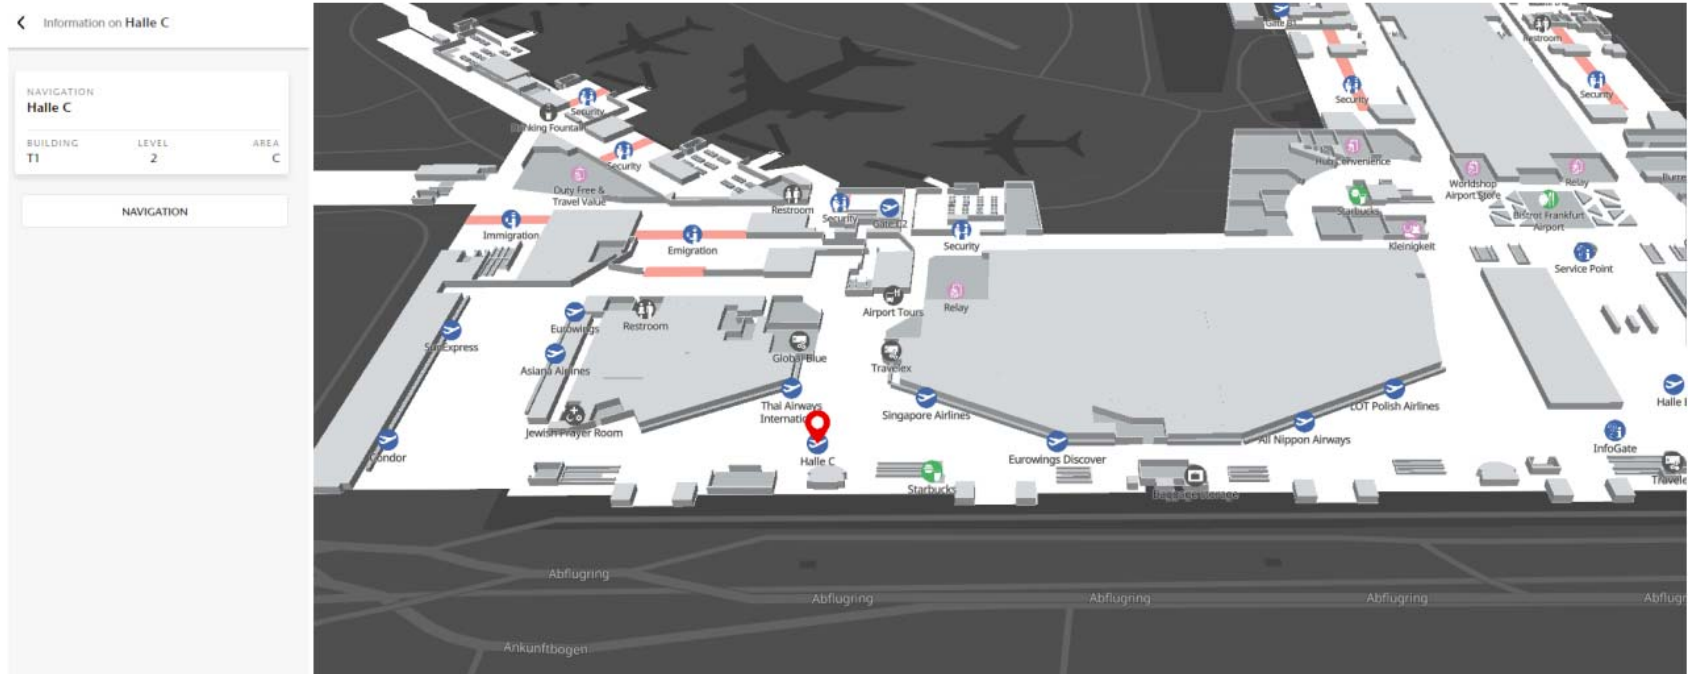 Information on Halle C
NAVIGATION
Halle C
BUILDING LEVEL AREA
T1 2 C
NAVIGATION
Gate B1
Restroom
Security
Security
Security
Security
Duty Free &
Travel Value
Hub Convenience
Worldshop
Airport Store
Relay
Restroom
Security
Gate C2
Starbucks
Bistrot Frankfurt
Airport
Immigration
Emigration
Security
Kleinigkeit
Service Point
Airport Tours
Relay
Eurowings
Restroom
SunExpress
Global Blue
Asiana Airlines
Travelex
Thai Airways
Singapore Airlines
LOT Polish Airlines
Jewish Prayer Room
All Nippon Airways
InfoGate
Condor
Halle C
Eurowings Discover
Starbucks
Abflugring
Abflugring
Abflugring
Abflugring
Ankunftbogen